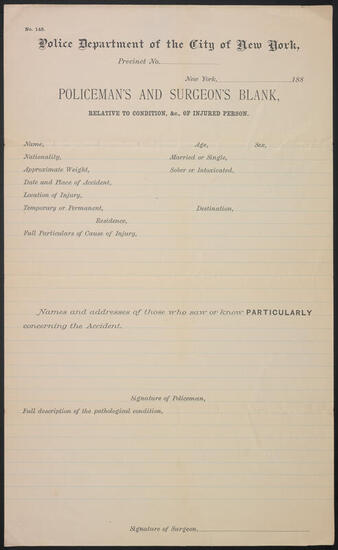 No. 148.
Police Department of the City of New York,
Precinct No.
New York, 188
POLICEMAN'S AND SURGEON'S BLANK,
RELATIVE TO CONDITION, &c., OF INJURED PERSON.
Name, Age, Sex,
Nationality, Married or Single,
Approximate Weight, Sober or Intoxicated,
Date and Place of Accident,
Location of Injury,
Temporary or Permanent, Destination,
Residence,
Full Particulars of Cause of Injury,
Names and addresses of those who saw or know PARTICULARLY
concerning the Accident.
Signature of Policeman,
Full description of the pathological condition,
Signature of Surgeon,